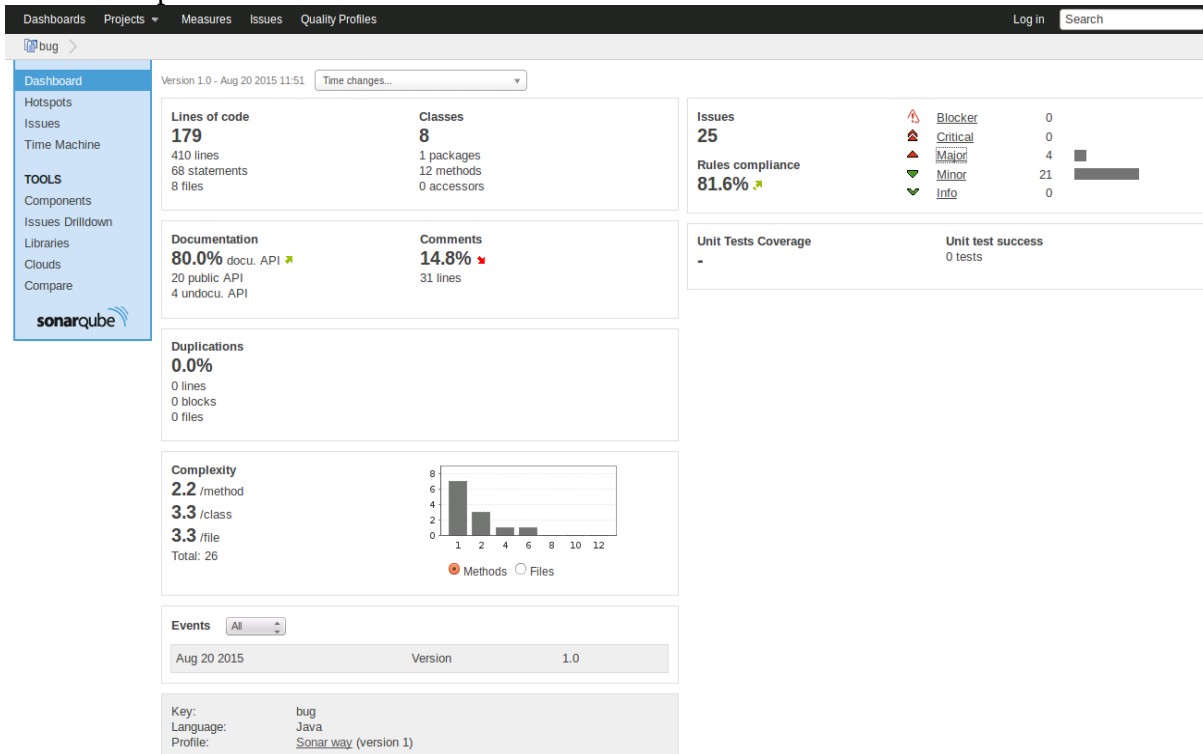 Dashboards Projects Measures Issues Quality Profiles Log in Search
bug
Dashboard
Hotspots
Issues
Time Machine
TOOLS
Components
Issues Drilldown
Libraries
Clouds
Compare
sonarqube
Version 1.0 - Aug 20 2015 11:51 Time changes...
Lines of code
179
410 lines
68 statements
8 files
Classes
8
1 packages
12 methods
0 accessors
Documentation
80.0% docu. API
20 public API
4 undocu. API
Comments
14.8%
31 lines
Duplications
0.0%
0 lines
0 blocks
0 files
Complexity
2.2 /method
3.3 /class
3.3 /file
Total: 26
8
6
4
2
0
1 2 4 6 8 10 12
Methods Files
Events All
Aug 20 2015 Version 1.0
Key: bug
Language: Java
Profile: Sonar way (version 1)
Issues
25
Rules compliance
81.6%
Blocker 0
Critical 0
Major 4
Minor 21
Info 0
Unit Tests Coverage
-
Unit test success
0 tests